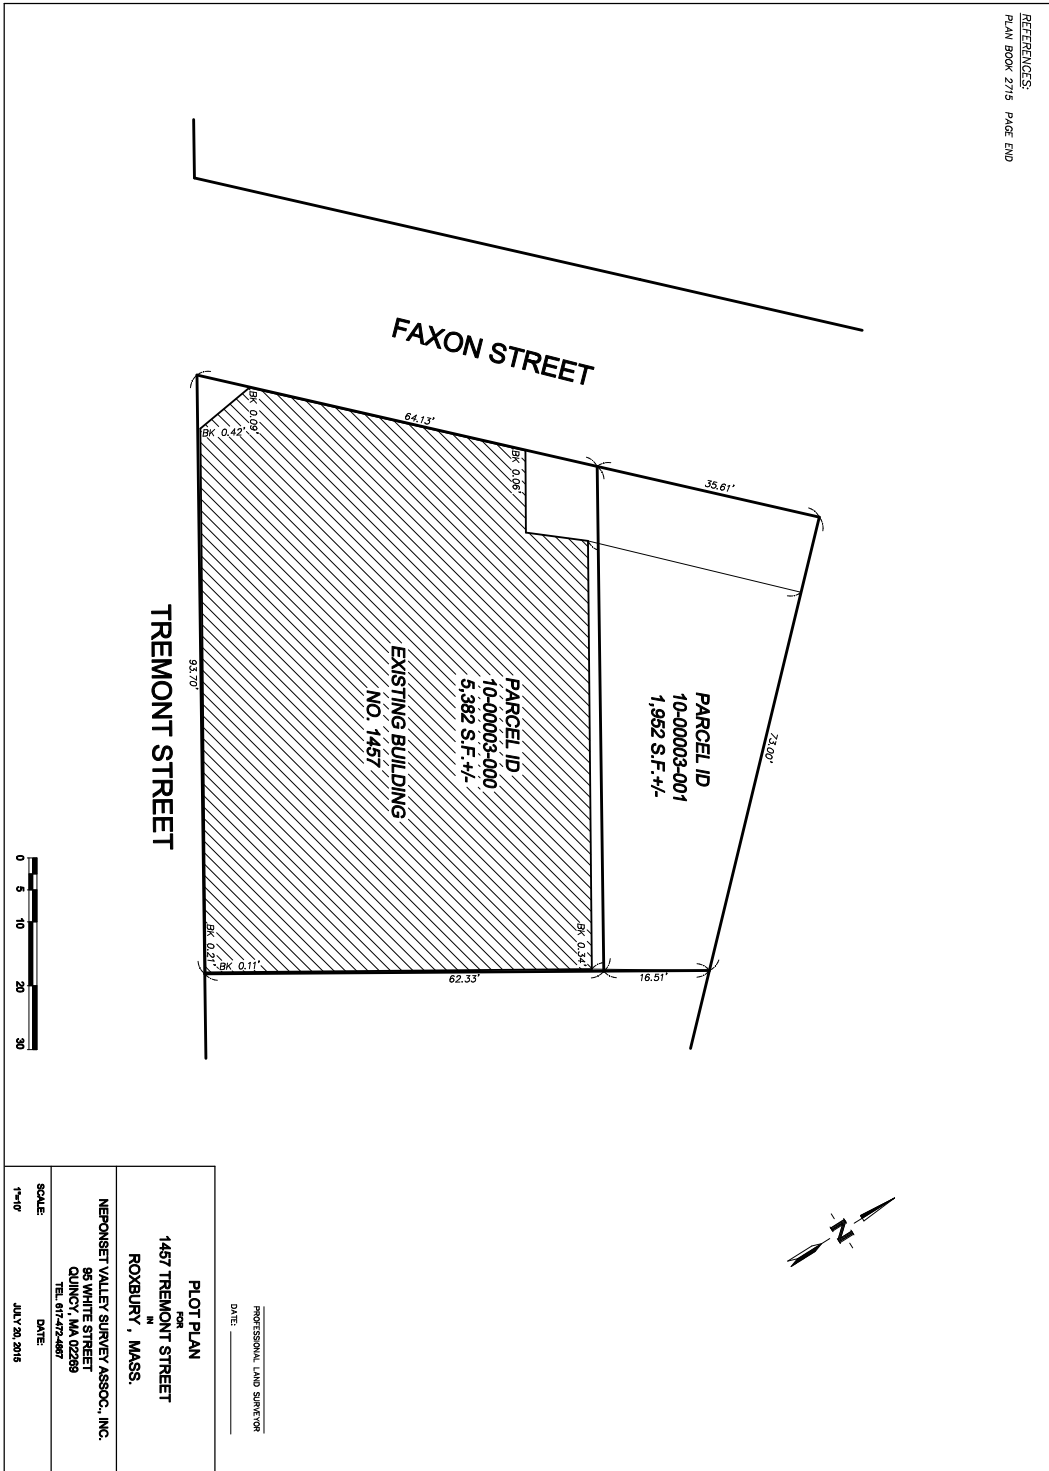 REFERENCES:
PLAN BOOK 2715 PAGE END
FAXON STREET
64.13'
35.61'
BK 0.09'
BK 0.42'
BK 0.06'
73.00'
PARCEL ID
10-00003-001
1,952 S.F.+/-
PARCEL ID
10-00003-000
5,382 S.F.+/-
EXISTING BUILDING
NO. 1457
93.70'
TREMONT STREET
BK 0.34'
BK 0.21'
BK 0.11'
62.33'
16.51'
0 5 10 20 30
N
PROFESSIONAL LAND SURVEYOR
DATE:
PLOT PLAN
FOR
1457 TREMONT STREET
IN
ROXBURY, MASS.
NEPONSET VALLEY SURVEY ASSOC., INC.
95 WHITE STREET
QUINCY, MA 02269
TEL. 617-472-4867
SCALE: DATE:
1"=10' JULY 20, 2015